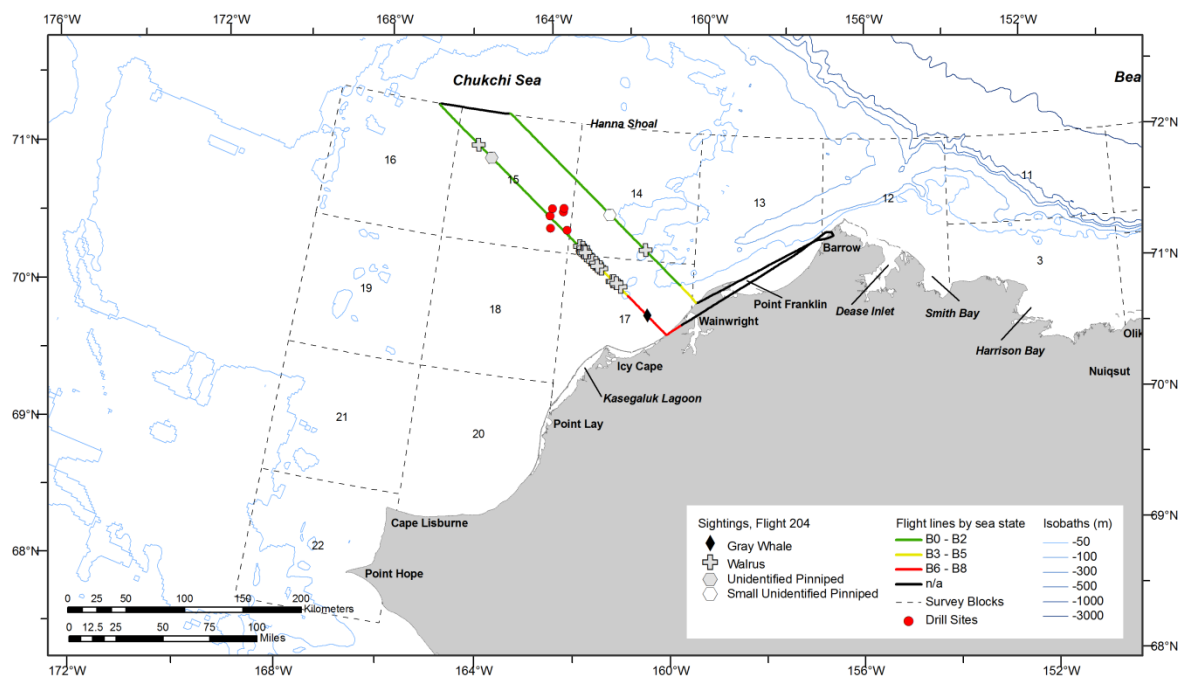 176°W
172°W
168°W
164°W
160°W
156°W
152°W
Chukchi Sea
Bea
72°N
71°N
Hanna Shoal
16
15
14
13
12
11
71°N
Barrow
3
70°N
19
18
17
Point Franklin
Wainwright
Dease Inlet
Smith Bay
Harrison Bay
Olik
Icy Cape
Nuiqsut
70°N
Kasegaluk Lagoon
69°N
21
20
Point Lay
Cape Lisburne
69°N
22
68°N
Point Hope
0 25 50 100 150 200
Kilometers
0 12.5 25 50 75 100
Miles
Sightings, Flight 204
Gray Whale
Walrus
Unidentified Pinniped
Small Unidentified Pinniped
Flight lines by sea state
B0 - B2
B3 - B5
B6 - B8
n/a
Survey Blocks
Drill Sites
Isobaths (m)
-50
-100
-300
-500
-1000
-3000
68°N
172°W
168°W
164°W
162°W
160°W
156°W
152°W